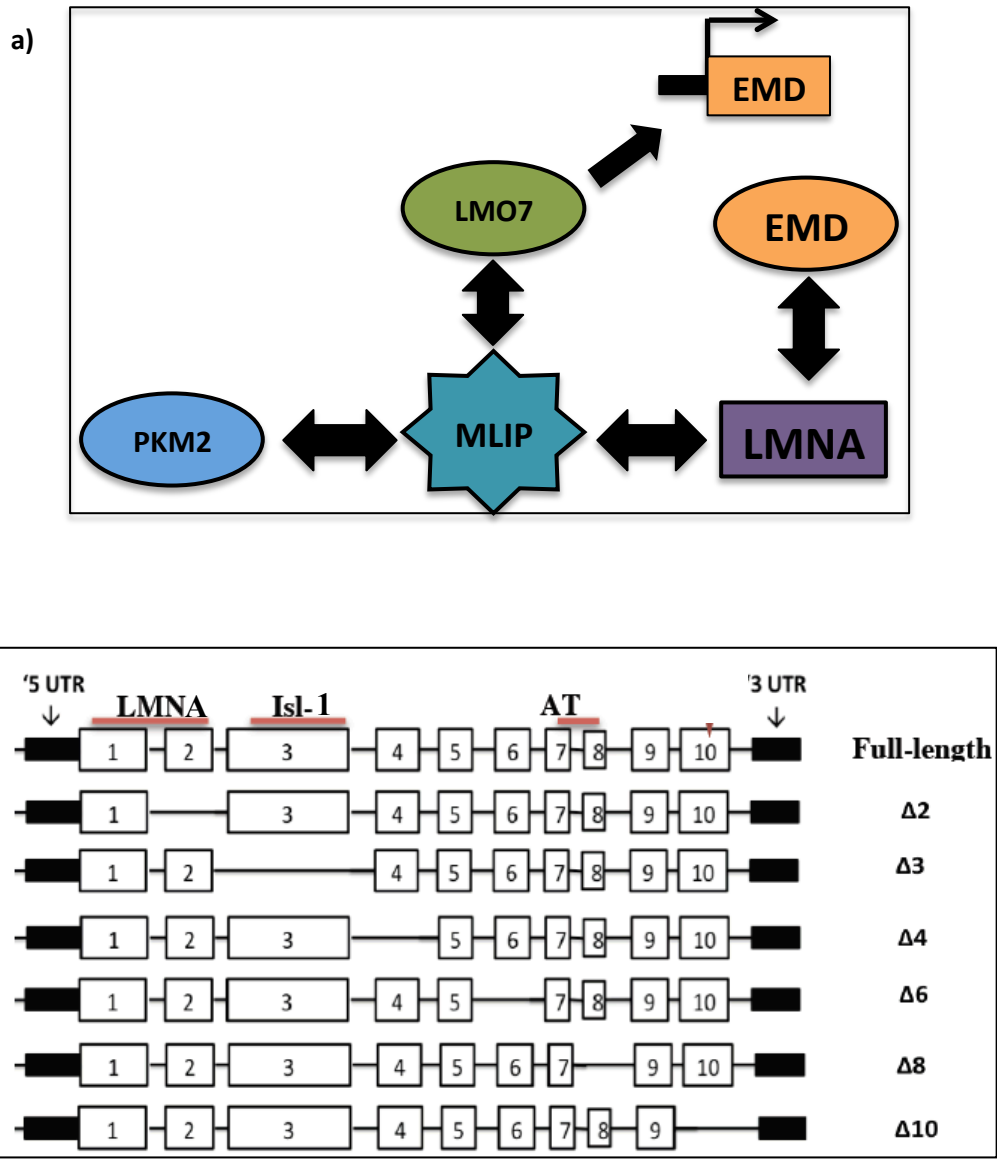 a)
EMD
LMO7
EMD
PKM2
MLIP
LMNA
'5 UTR
LMNA
Isl-1
AT
'3 UTR
1 2 3 4 5 6 7 8 9 10 Full-length
1 3 4 5 6 7 8 9 10 Δ2
1 2 4 5 6 7 8 9 10 Δ3
1 2 3 5 6 7 8 9 10 Δ4
1 2 3 4 5 7 8 9 10 Δ6
1 2 3 4 5 6 7 9 10 Δ8
1 2 3 4 5 6 7 8 9 Δ10